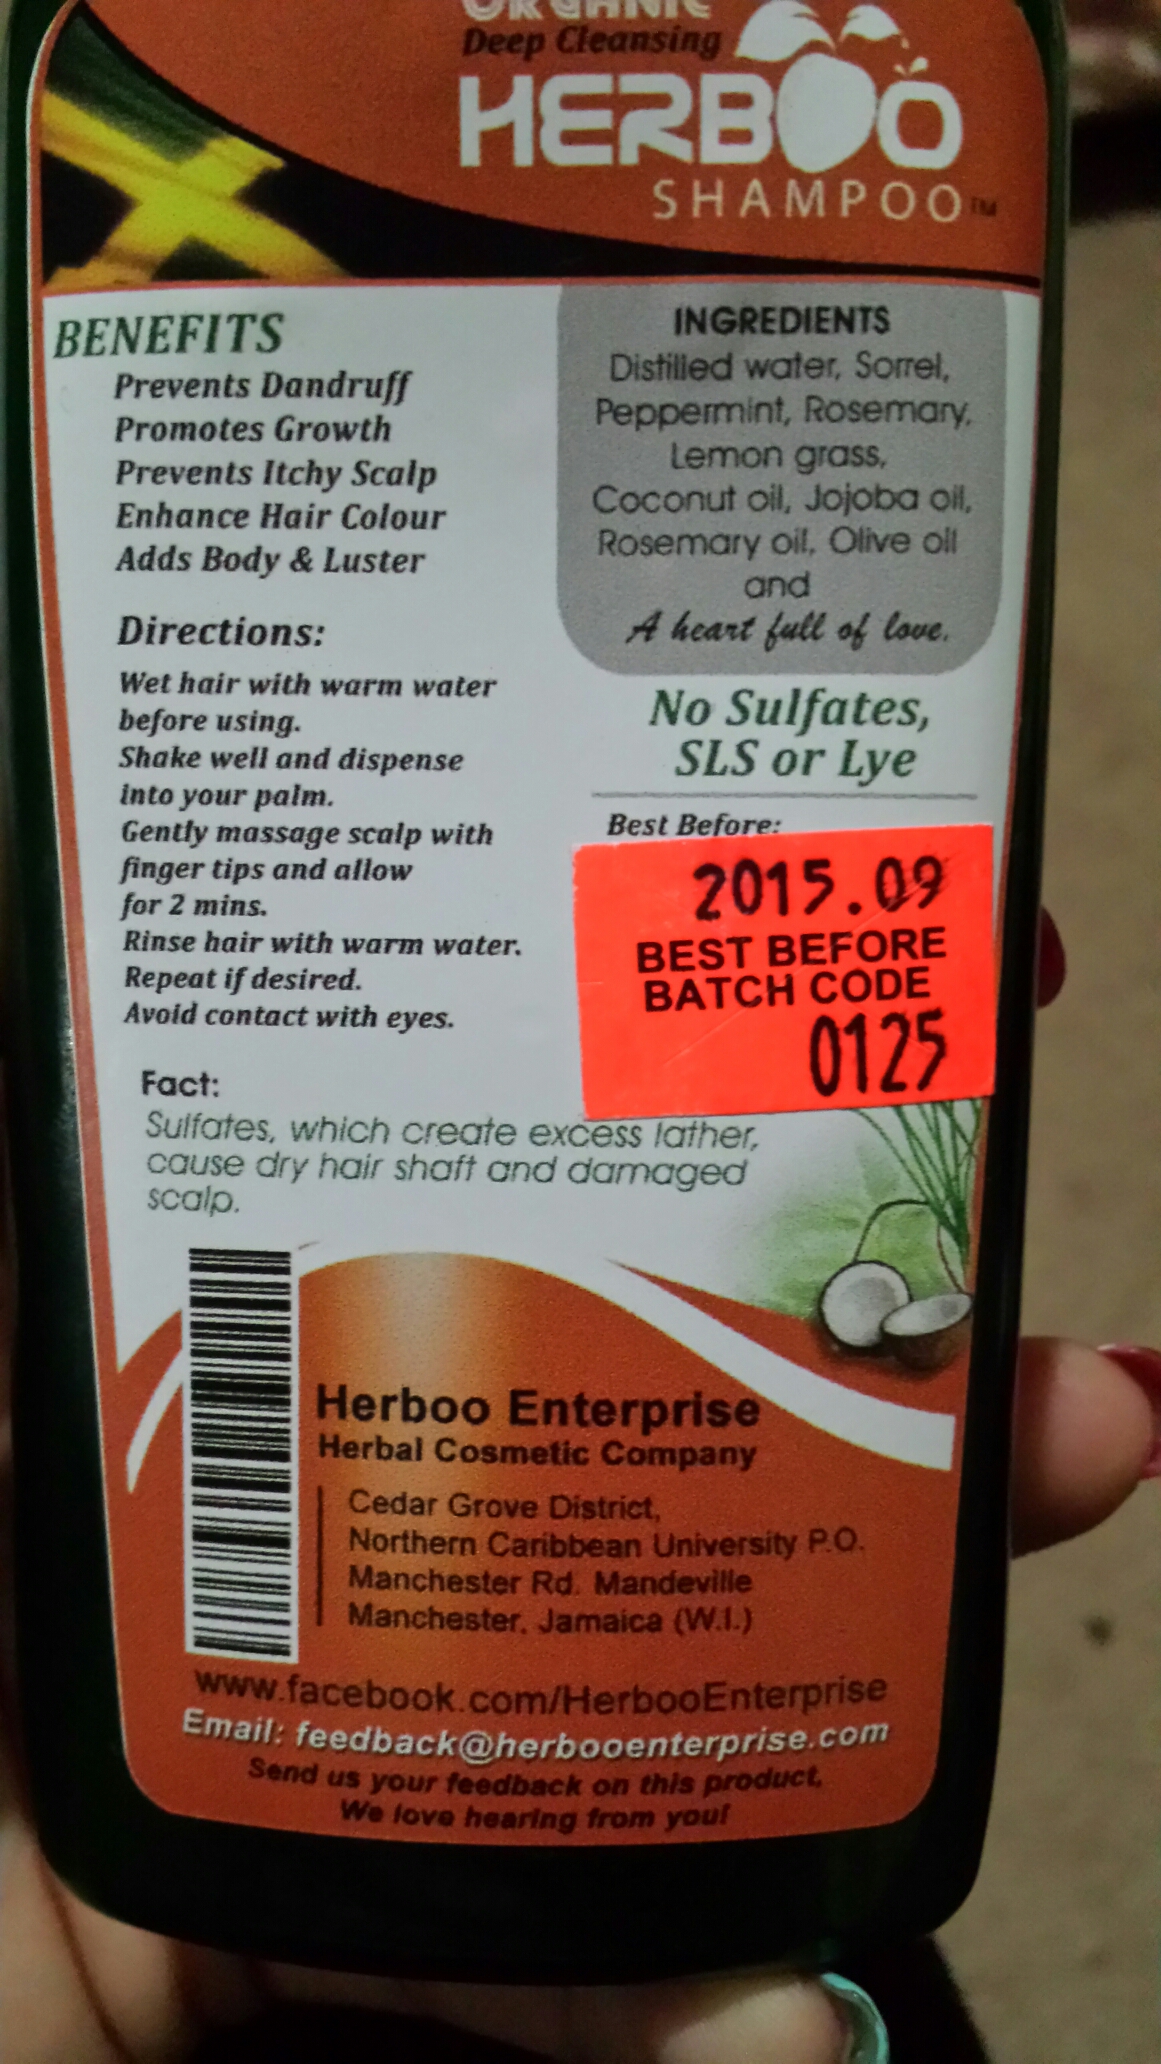 ORGANIC
Deep Cleansing
HERBOO
SHAMPOO™
BENEFITS
Prevents Dandruff
Promotes Growth
Prevents Itchy Scalp
Enhance Hair Colour
Adds Body & Luster
Directions:
Wet hair with warm water
before using.
Shake well and dispense
into your palm.
Gently massage scalp with
finger tips and allow
for 2 mins.
Rinse hair with warm water.
Repeat if desired.
Avoid contact with eyes.
INGREDIENTS
Distilled water, Sorrel,
Peppermint, Rosemary,
Lemon grass,
Coconut oil, Jojoba oil,
Rosemary oil, Olive oil
and
A heart full of love.
No Sulfates,
SLS or Lye
Best Before:
2015.09
BEST BEFORE
BATCH CODE
0125
Fact:
Sulfates, which create excess lather,
cause dry hair shaft and damaged
scalp.
Herboo Enterprise
Herbal Cosmetic Company
Cedar Grove District,
Northern Caribbean University P.O.
Manchester Rd. Mandeville
Manchester, Jamaica (W.I.)
www.facebook.com/HerbooEnterprise
Email: feedback@herbooenterprise.com
Send us your feedback on this product,
We love hearing from you!